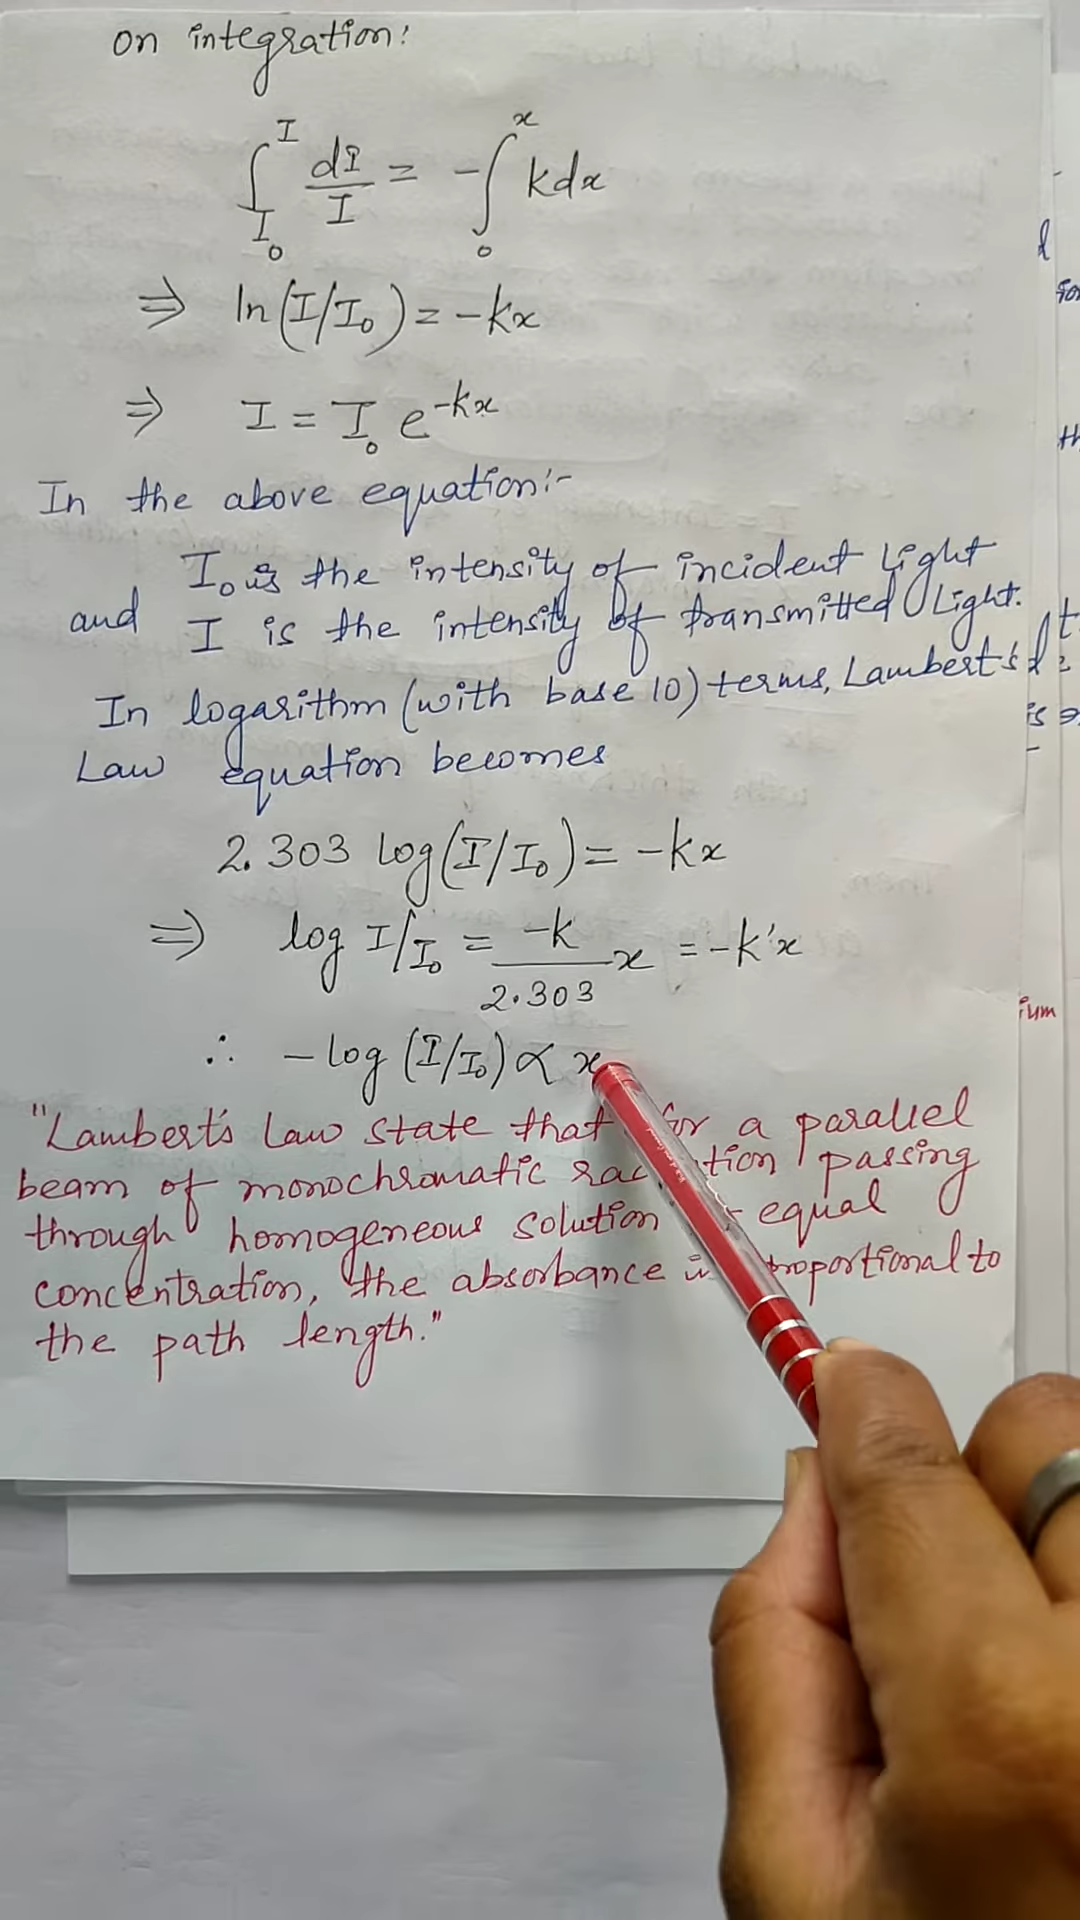 On integration:
∫_{I₀}^{I} dI/I = -∫_{0}^{x} kdx
⇒ ln(I/I₀) = -kx
⇒ I = I₀ e^{-kx}
In the above equation:-
I₀ is the intensity of incident Light
and I is the intensity of transmitted Light.
In logarithm (with base 10) terms, Lambert's
Law equation becomes
2.303 log(I/I₀) = -kx
⇒ log I/I₀ = -k/2.303 x = -k'x
∴ -log (I/I₀) ∝ x
"Lambert's Law state that for a parallel
beam of monochromatic radiation passing
through homogeneous solution equal
concentration, the absorbance is proportional to
the path length."